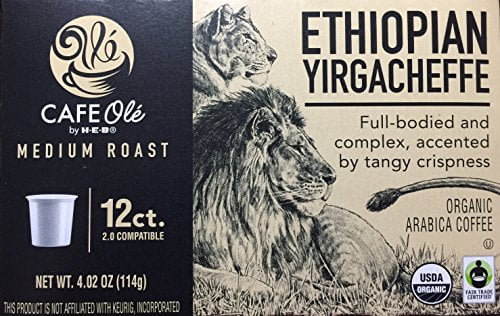 Olé
CAFE Olé
by H-E-B®
MEDIUM ROAST
12ct.
2.0 COMPATIBLE
NET WT. 4.02 OZ (114g)
THIS PRODUCT IS NOT AFFILIATED WITH KEURIG, INCORPORATED
ETHIOPIAN
YIRGACHEFFE
Full-bodied and
complex, accented
by tangy crispness
ORGANIC
ARABICA COFFEE
U
USDA
ORGANIC
FAIR TRADE
CERTIFIED